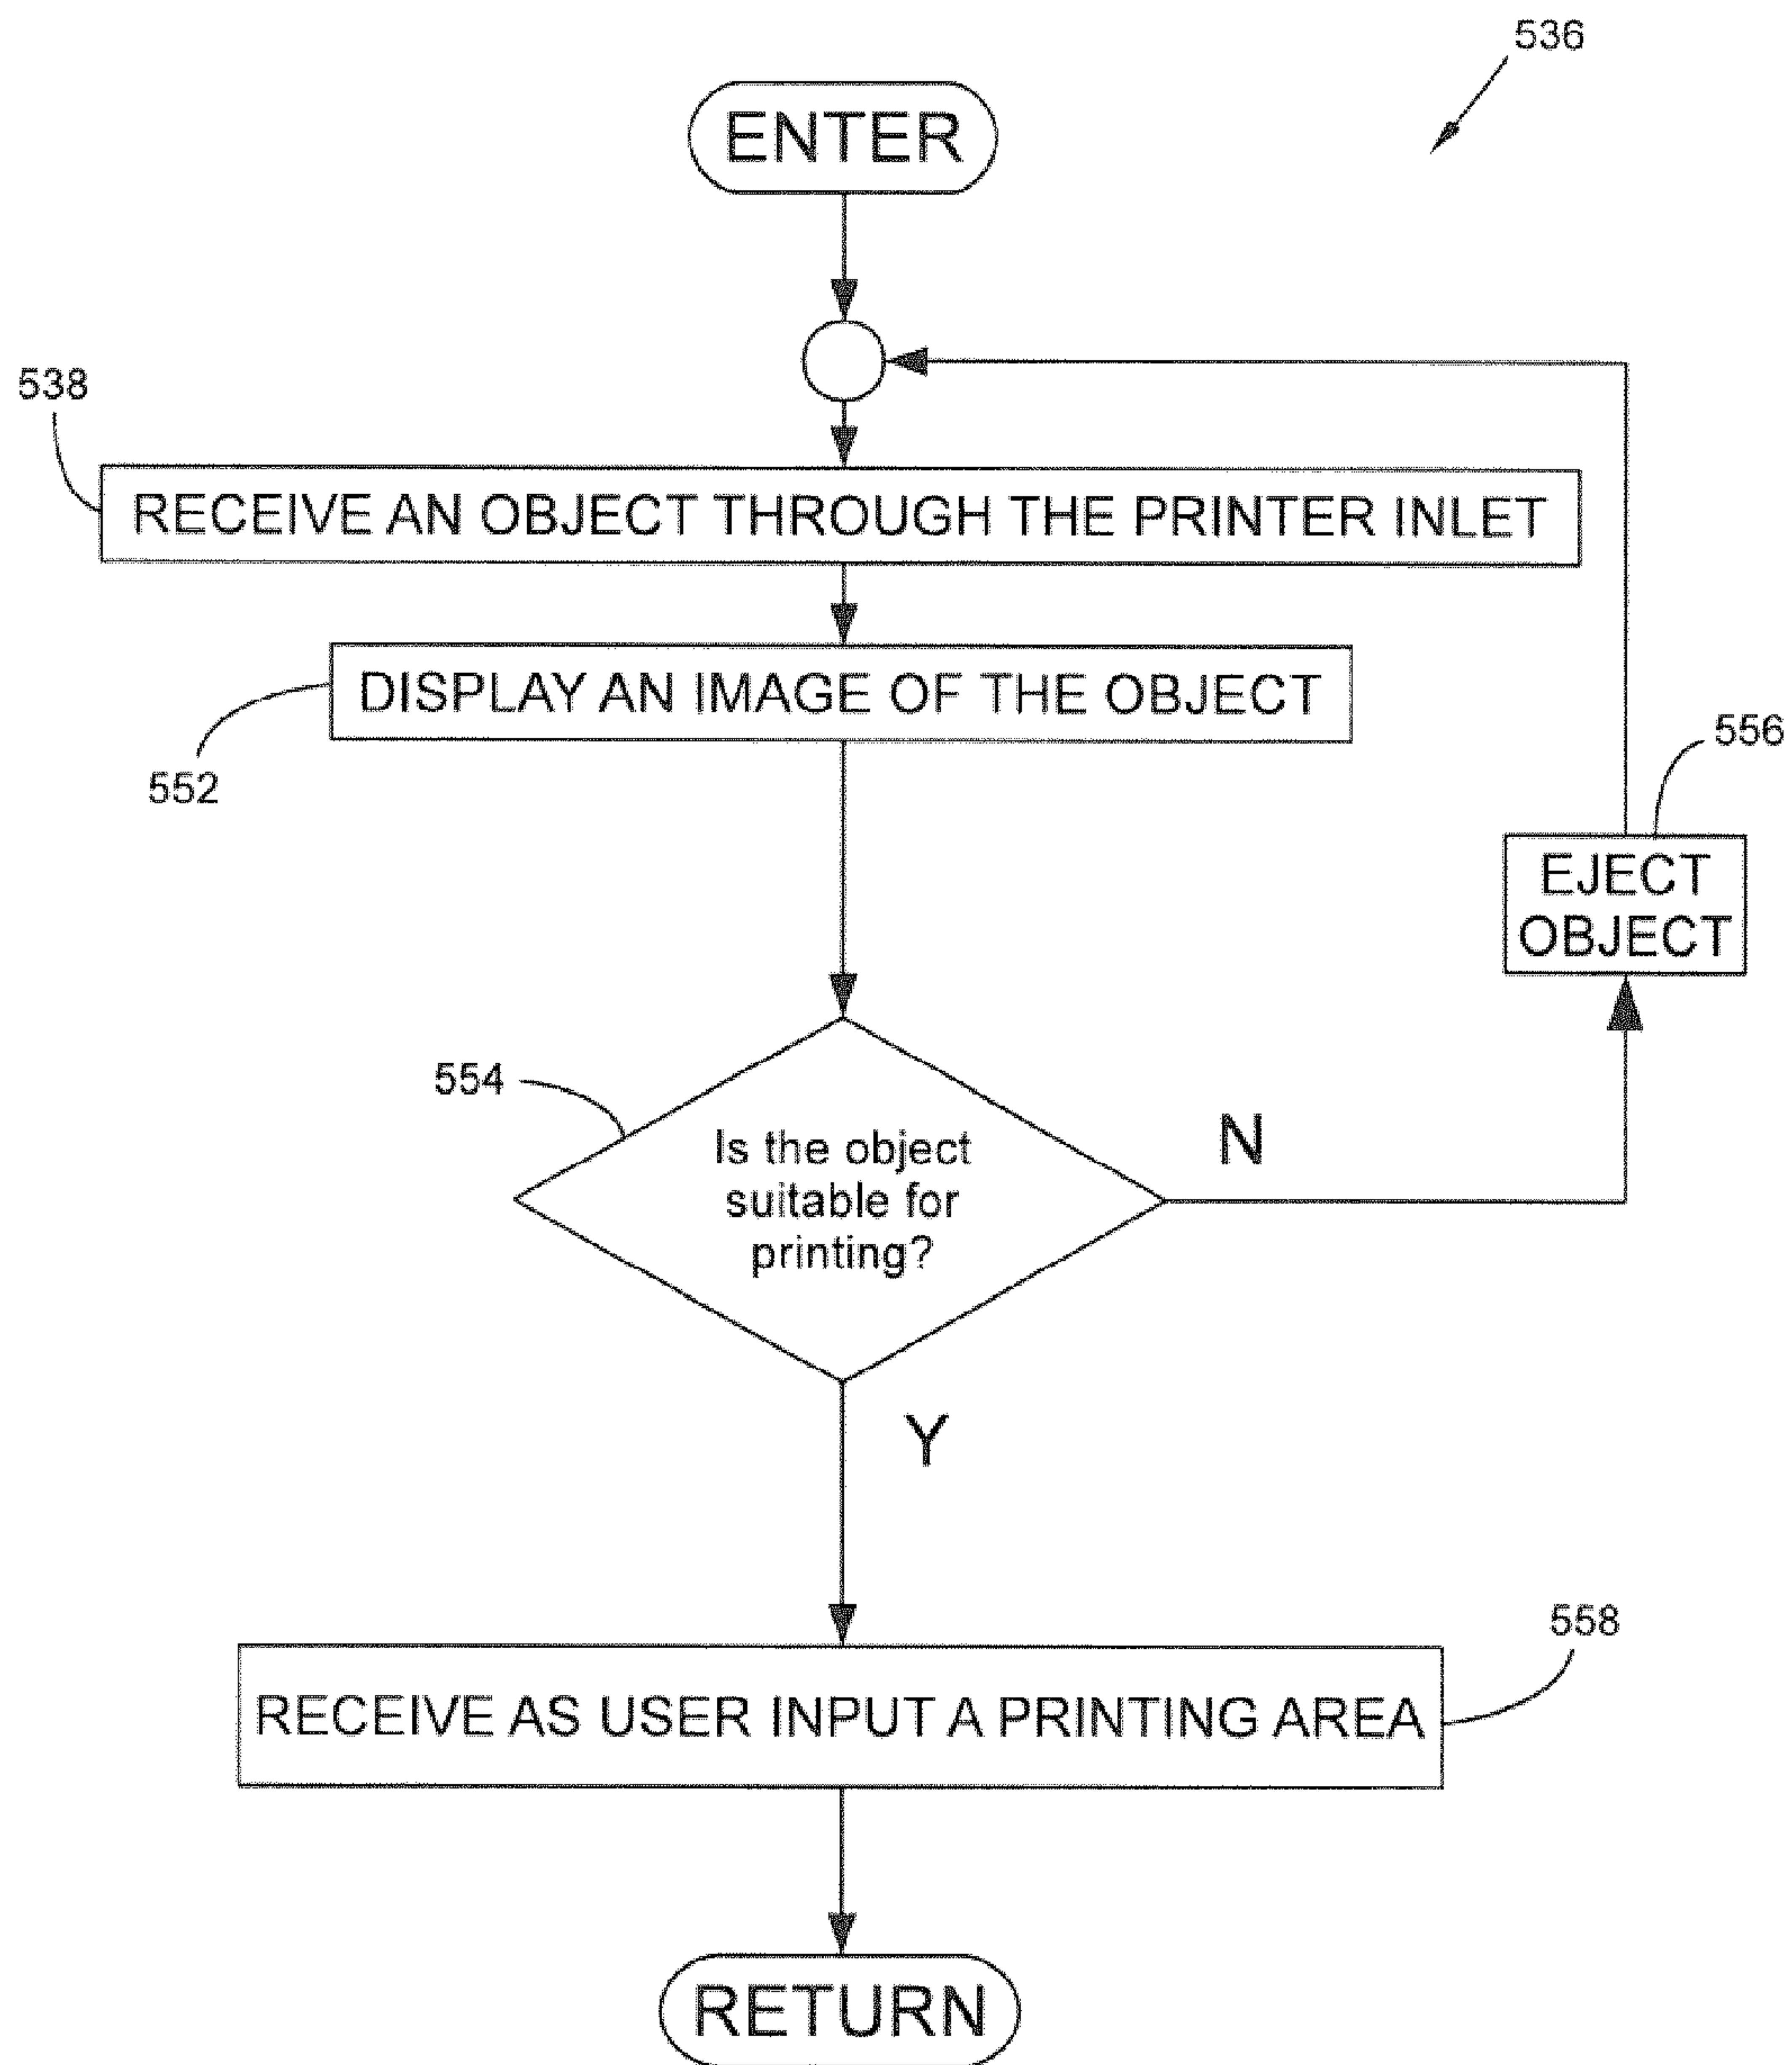 536
ENTER
538
RECEIVE AN OBJECT THROUGH THE PRINTER INLET
DISPLAY AN IMAGE OF THE OBJECT
552
556
EJECT
OBJECT
554
Is the object
suitable for
printing?
N
Y
558
RECEIVE AS USER INPUT A PRINTING AREA
RETURN